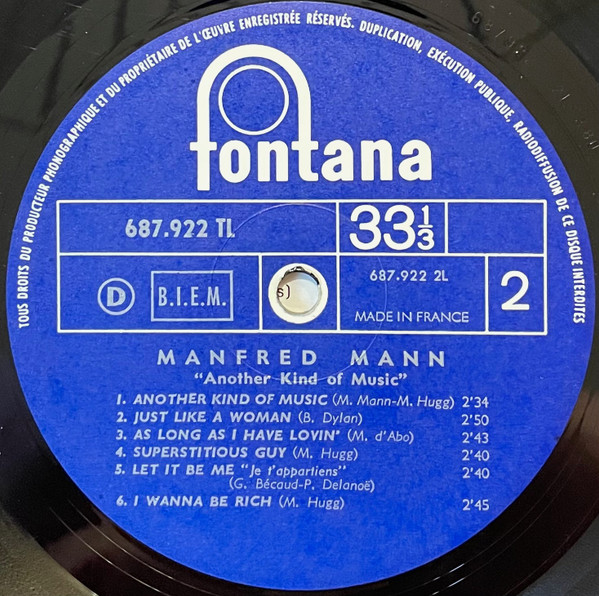 TOUS DROITS DU PRODUCTEUR PHONOGRAPHIQUE ET DU PROPRIÉTAIRE DE L'ŒUVRE ENREGISTRÉE RÉSERVÉS. DUPLICATION, EXÉCUTION PUBLIQUE, RADIODIFFUSION DE CE DISQUE INTERDITES
fontana
687.922 TL
33⅓
D
B.I.E.M.
s)
687.922 2L
MADE IN FRANCE
2
MANFRED MANN
"Another Kind of Music"
1. ANOTHER KIND OF MUSIC (M. Mann-M. Hugg) 2'34
2. JUST LIKE A WOMAN (B. Dylan) 2'50
3. AS LONG AS I HAVE LOVIN' (M. d'Abo) 2'43
4. SUPERSTITIOUS GUY (M. Hugg) 2'40
5. LET IT BE ME "Je t'appartiens" 2'40
(G. Bécaud-P. Delanoë)
6. I WANNA BE RICH (M. Hugg) 2'45